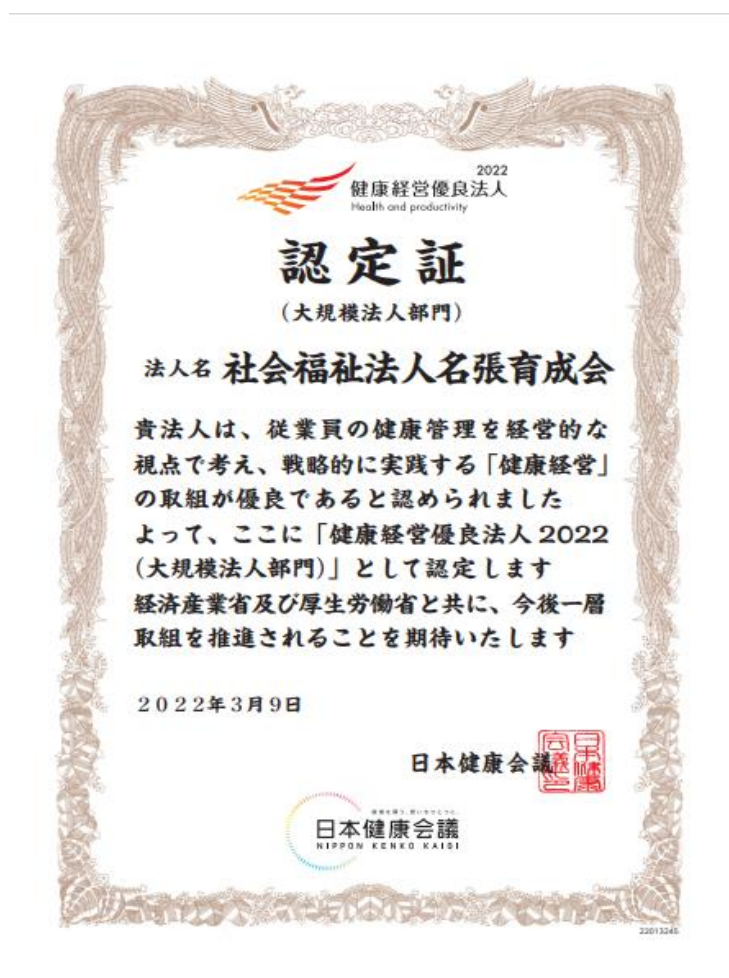 2022
健康経営優良法人
Health and productivity
認定証
（大規模法人部門）
法人名 社会福祉法人名張育成会
貴法人は、従業員の健康管理を経営的な
視点で考え、戦略的に実践する「健康経営」
の取組が優良であると認められました
よって、ここに「健康経営優良法人2022
（大規模法人部門）」として認定します
経済産業省及び厚生労働省と共に、今後一層
取組を推進されることを期待いたします
2022年3月9日
日本健康会議
日本健康会議
NIPPON KENKO KAIGI
22013245